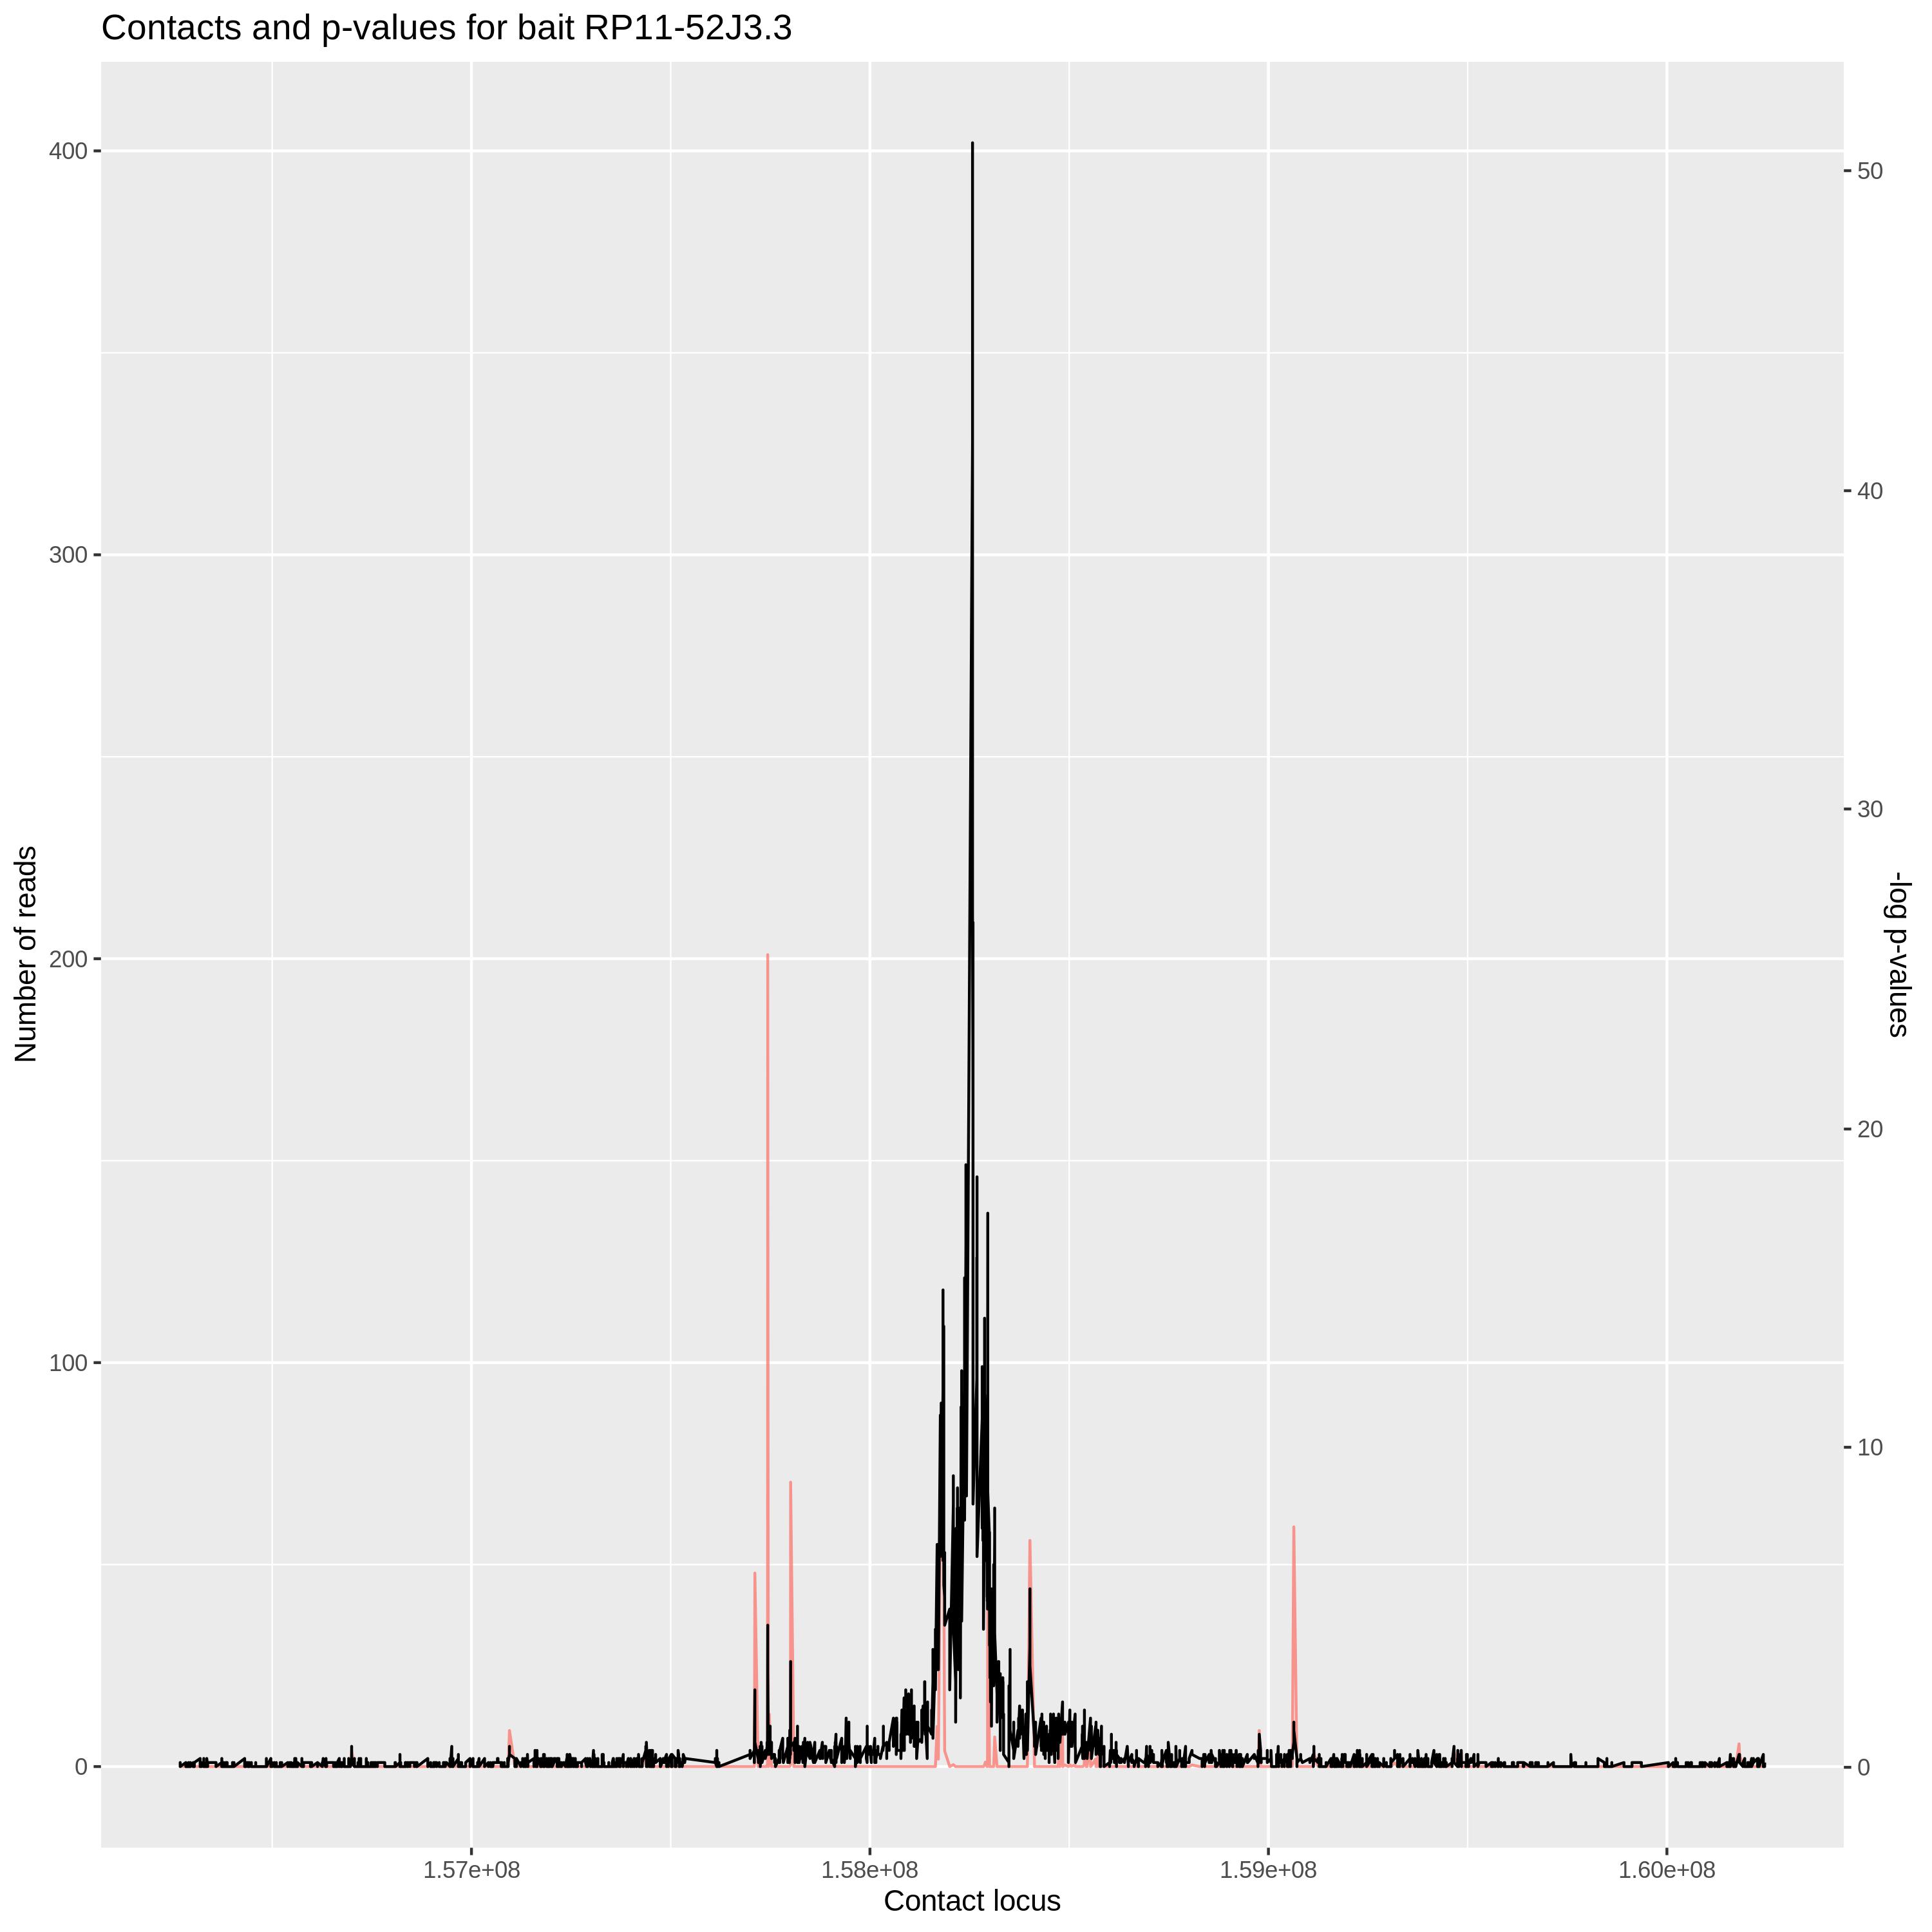 Contacts and p-values for bait RP11-52J3.3
400
300
200
100
0
Number of reads
50
40
30
20
10
0
-log p-values
1.57e+08
1.58e+08
1.59e+08
1.60e+08
Contact locus